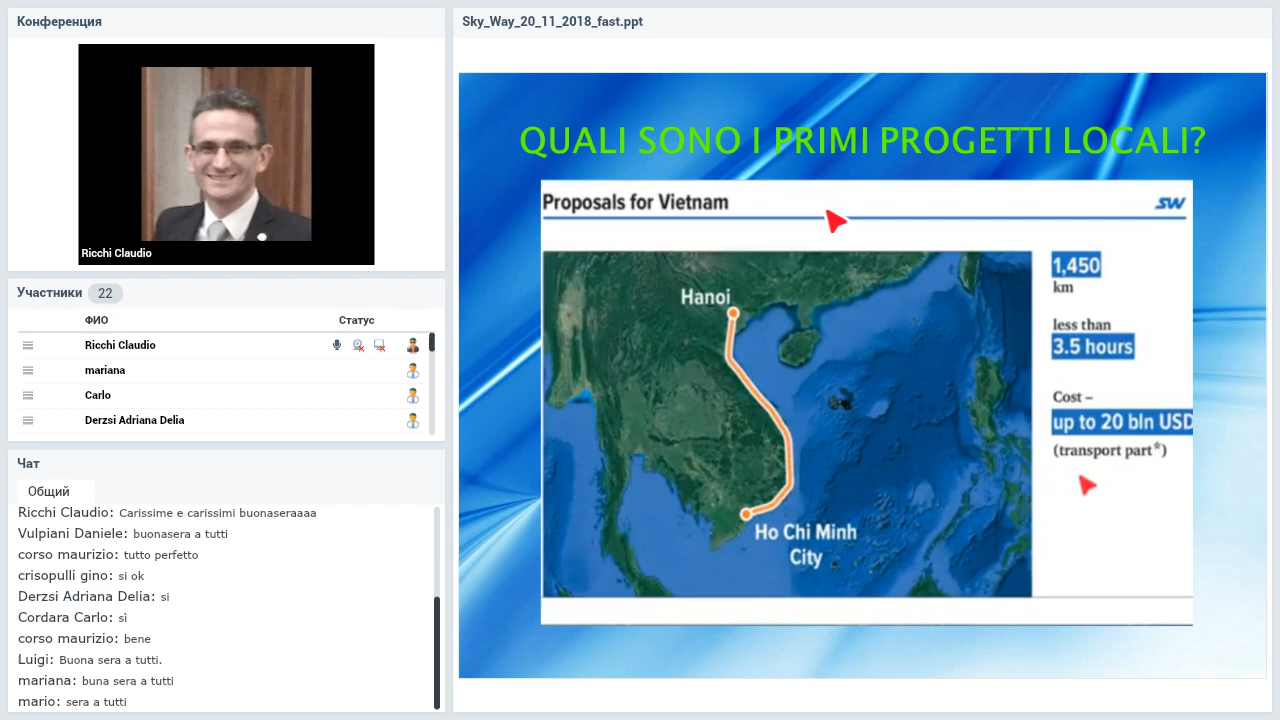 Конференция
Ricchi Claudio
Участники 22
ФИО Статус
Ricchi Claudio
mariana
Carlo
Derzsi Adriana Delia
Чат
Общий
Ricchi Claudio: Carissime e carissimi buonaseraaaa
Vulpiani Daniele: buonasera a tutti
corso maurizio: tutto perfetto
crisopulli gino: si ok
Derzsi Adriana Delia: si
Cordara Carlo: sì
corso maurizio: bene
Luigi: Buona sera a tutti.
mariana: buna sera a tutti
mario: sera a tutti
Sky_Way_20_11_2018_fast.ppt
QUALI SONO I PRIMI PROGETTI LOCALI?
Proposals for Vietnam
SW
Hanoi
Ho Chi Minh
City
1,450
km
less than
3.5 hours
Cost –
up to 20 bln USD
(transport part*)